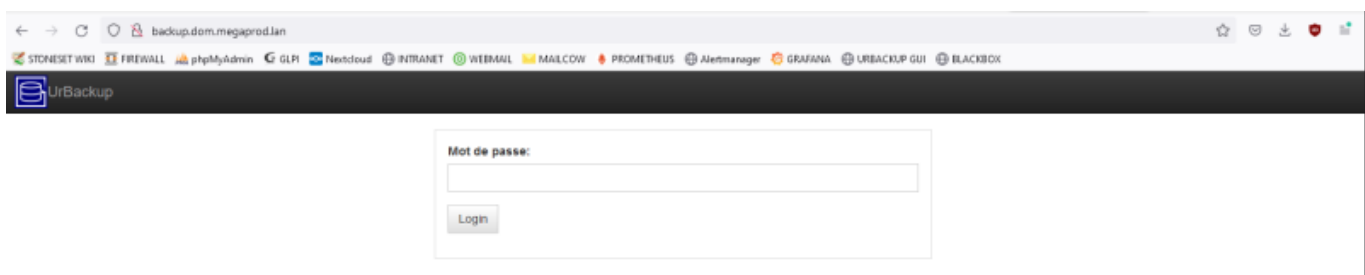 backup.dom.megaprod.lan
STONESET WIKI FIREWALL phpMyAdmin GLPI Nextcloud INTRANET WEBMAIL MAILCOW PROMETHEUS Alertmanager GRAFANA URBACKUP GUI BLACKBOX
UrBackup
Mot de passe:
Login